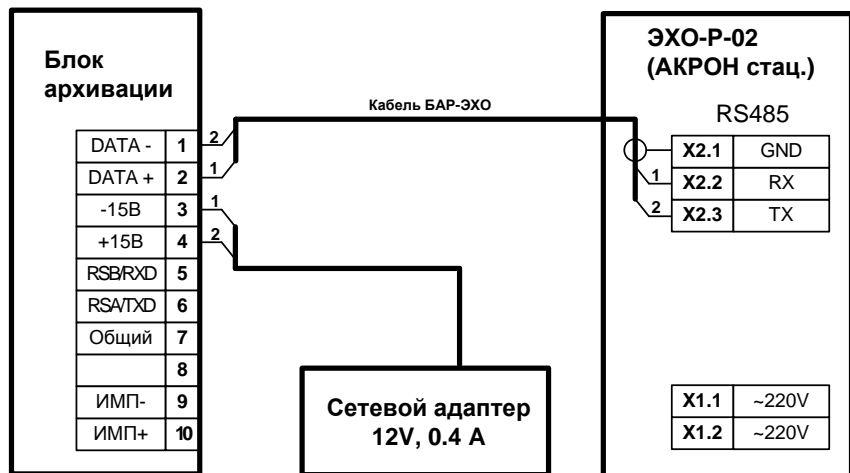 Блок
архивации
DATA - 1 2
DATA + 2 1
-15В 3 1
+15В 4 2
RSB/RXD 5
RSA/TXD 6
Общий 7
8
ИМП- 9
ИМП+ 10
Кабель БАР-ЭХО
Сетевой адаптер
12V, 0.4 А
ЭХО-Р-02
(АКРОН стац.)
RS485
X2.1 GND
1 X2.2 RX
2 X2.3 TX
X1.1 ~220V
X1.2 ~220V